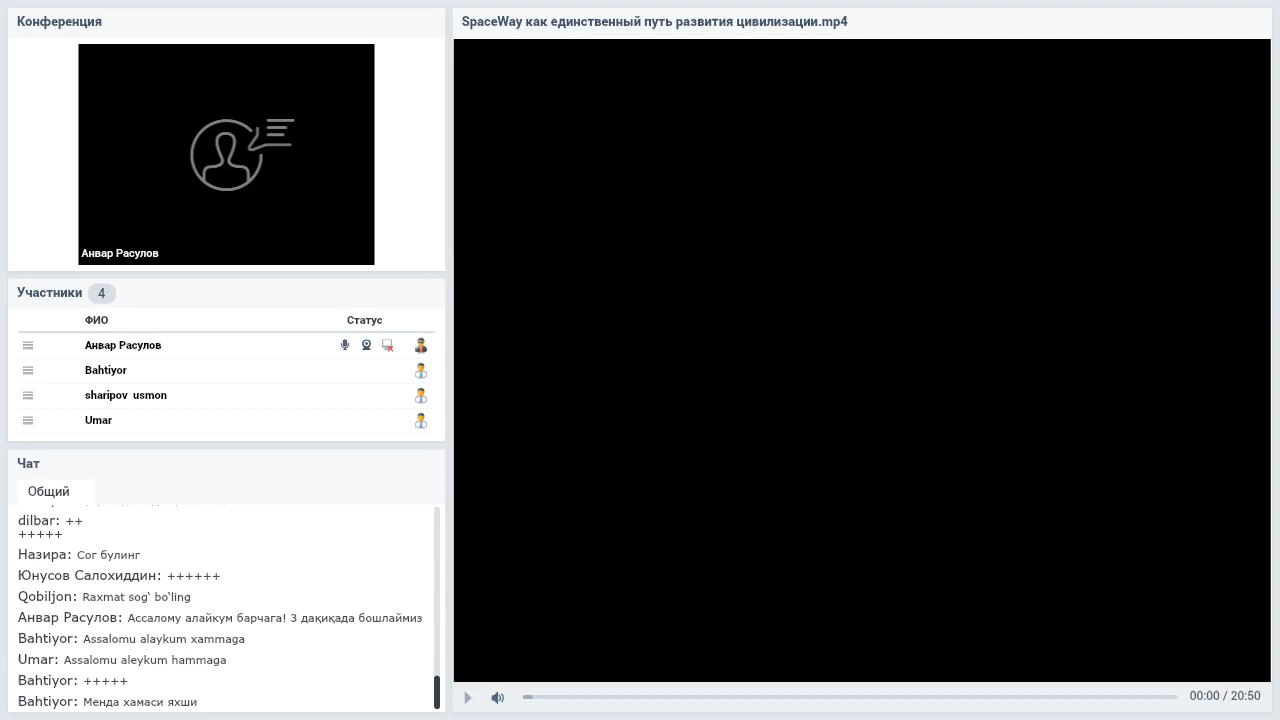 Конференция
Анвар Расулов
Участники 4
ФИО Статус
Анвар Расулов
Bahtiyor
sharipov usmon
Umar
Чат
Общий
dilbar: ++
+++++
Назира: Сог булинг
Юнусов Салохиддин: ++++++
Qobiljon: Raxmat sog‘ bo‘ling
Анвар Расулов: Ассалому алайкум барчага! 3 дақиқада бошлаймиз
Bahtiyor: Assalomu alaykum xammaga
Umar: Assalomu aleykum hammaga
Bahtiyor: +++++
Bahtiyor: Менда хамаси яхши
SpaceWay как единственный путь развития цивилизации.mp4
00:00 / 20:50